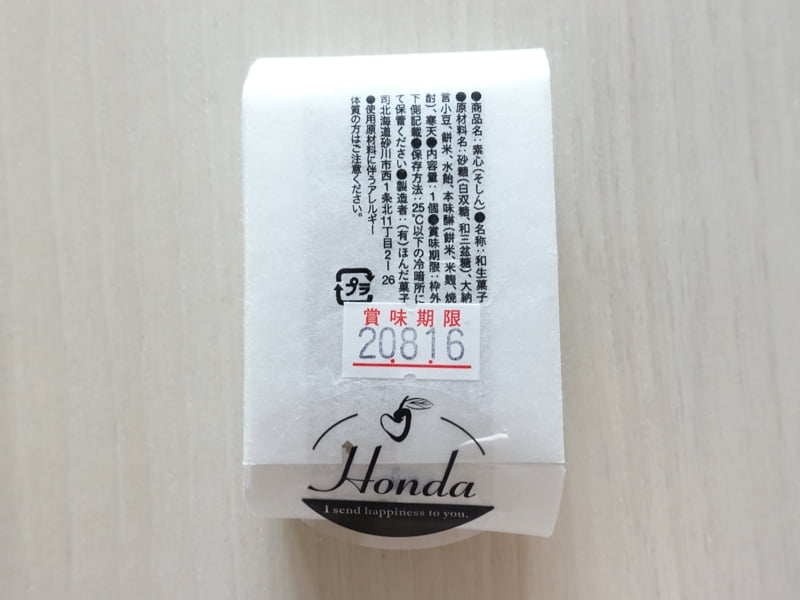 ●商品名：素心（そしん）●名称：和生菓子
●原材料名：砂糖（白双糖、和三盆糖）、大納
言小豆、餅米、水飴、本味醂（餅米、米麹、焼
酎）、寒天●内容量：1個●賞味期限：枠外
下側記載●保存方法：25℃以下の冷暗所に
て保管ください●製造者：（有）ほんだ菓子
司北海道砂川市西1条北11丁目2－26
●使用原材料に伴うアレルギー
体質の方はご注意ください。
プラ
賞味期限
20.8.16
Honda
I send happiness to you.